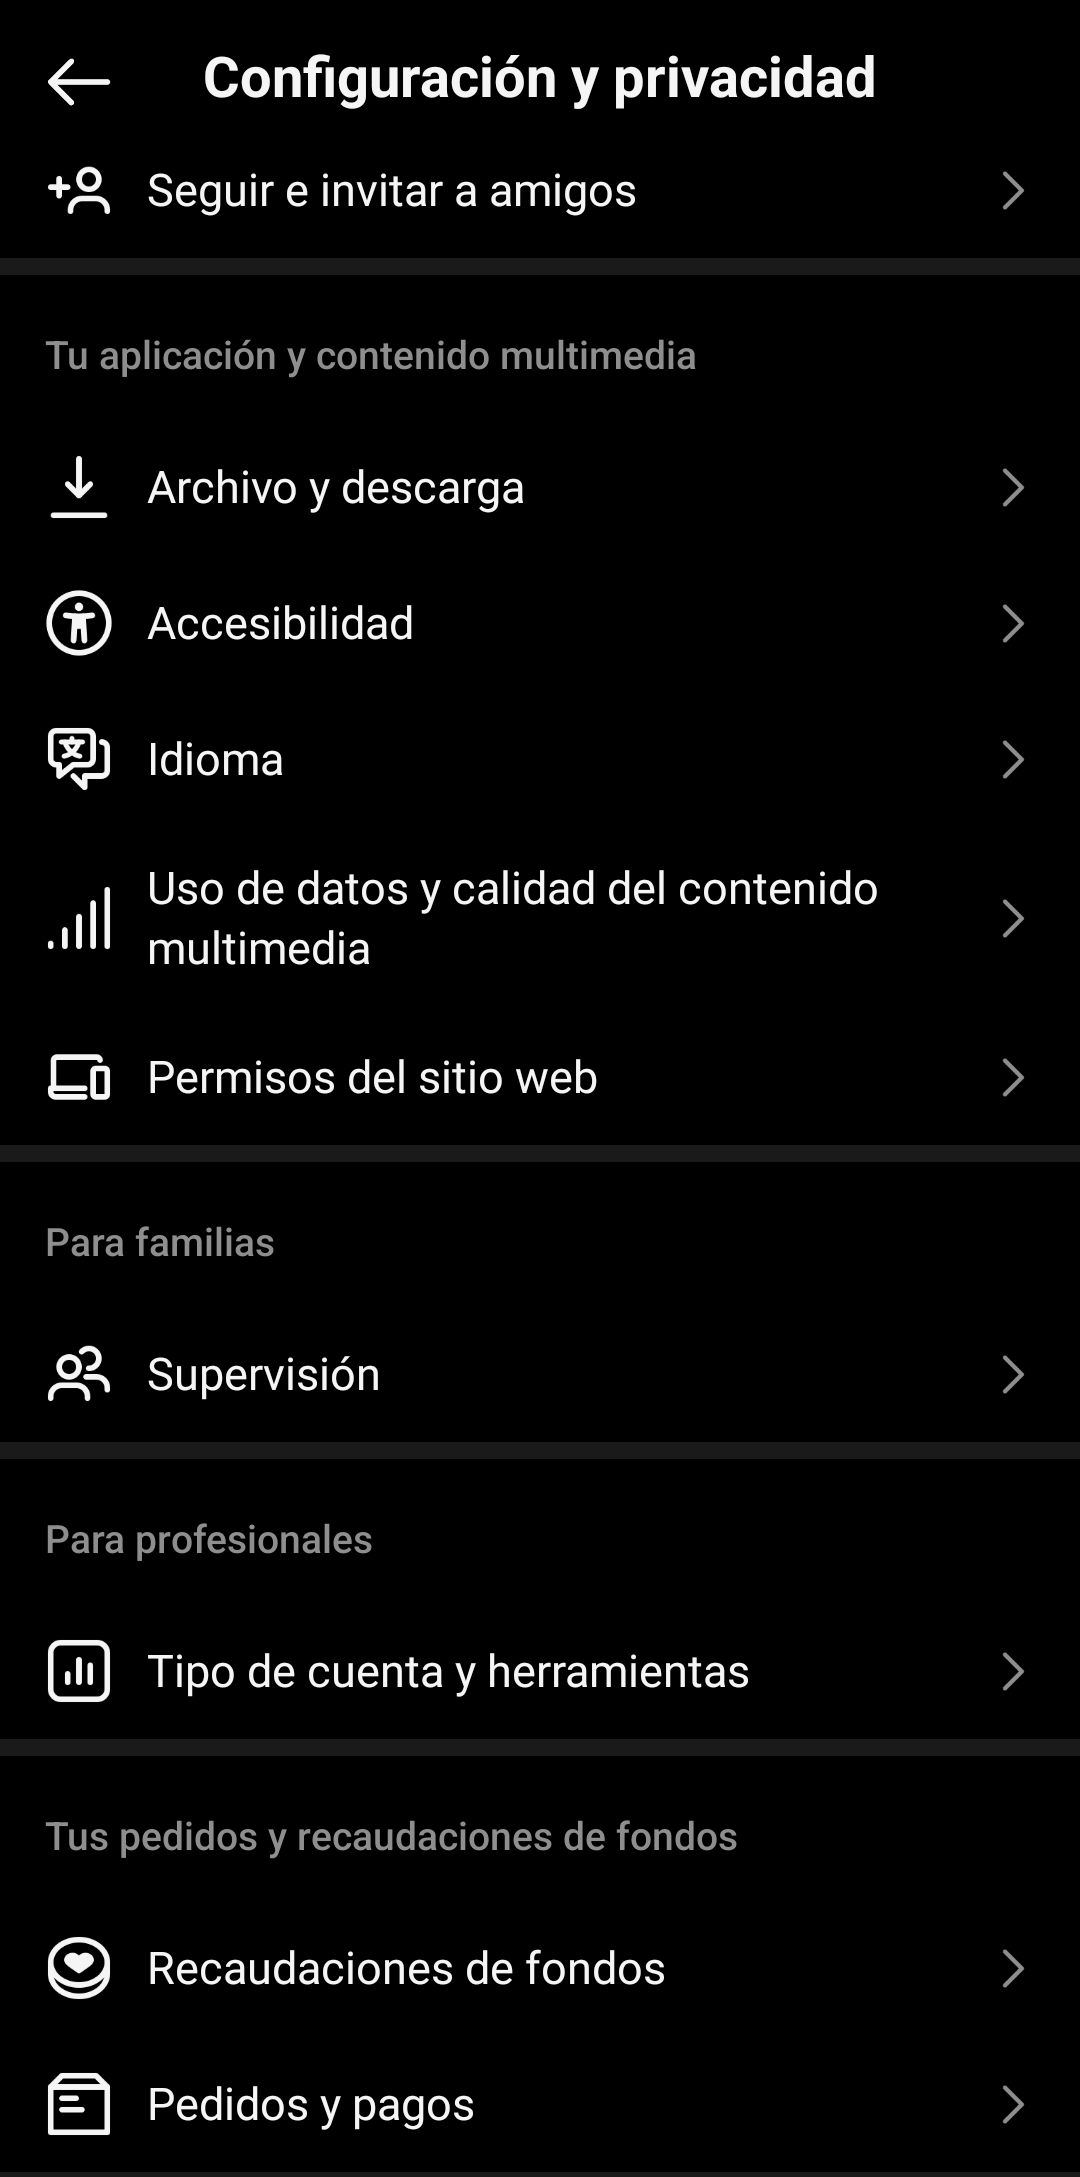 Configuración y privacidad
Seguir e invitar a amigos
Tu aplicación y contenido multimedia
Archivo y descarga
Accesibilidad
Idioma
Uso de datos y calidad del contenido
multimedia
Permisos del sitio web
Para familias
Supervisión
Para profesionales
Tipo de cuenta y herramientas
Tus pedidos y recaudaciones de fondos
Recaudaciones de fondos
Pedidos y pagos